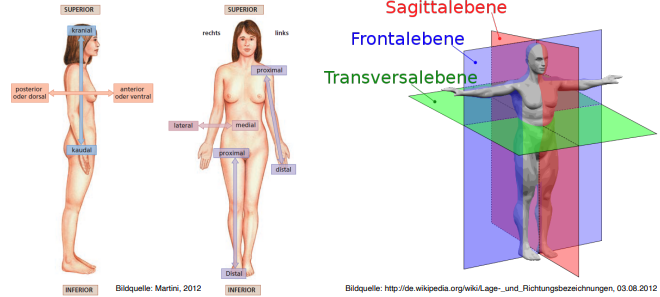 SUPERIOR
kranial
posterior
oder dorsal
anterior
oder ventral
kaudal
INFERIOR
SUPERIOR
rechts
links
proximal
lateral
medial
proximal
distal
Distal
INFERIOR
Bildquelle: Martini, 2012
Sagittalebene
Frontalebene
Transversalebene
Bildquelle: http://de.wikipedia.org/wiki/Lage-_und_Richtungsbezeichnungen, 03.08.2012